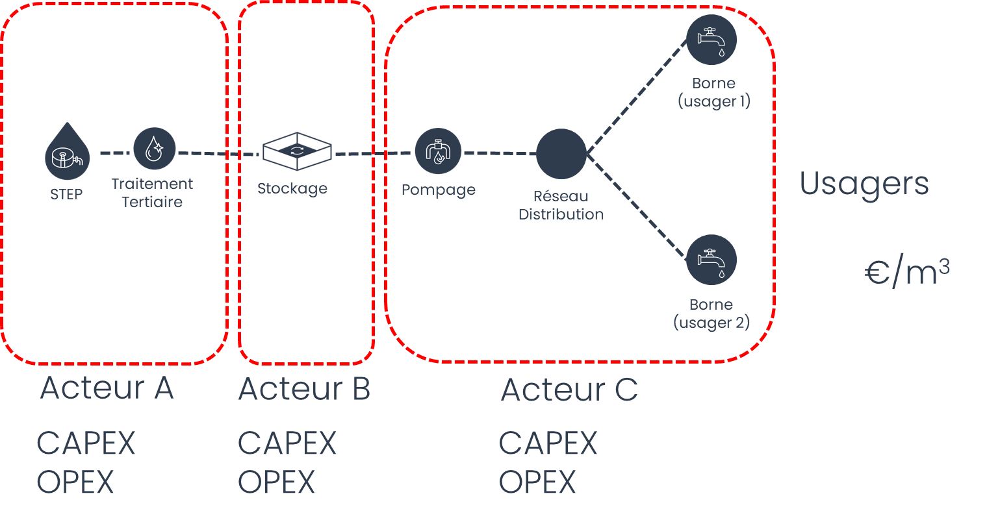 Borne
(usager 1)
STEP
Traitement
Tertiaire
Stockage
Pompage
Réseau
Distribution
Usagers
€/m³
Borne
(usager 2)
Acteur A
Acteur B
Acteur C
CAPEX
OPEX
CAPEX
OPEX
CAPEX
OPEX